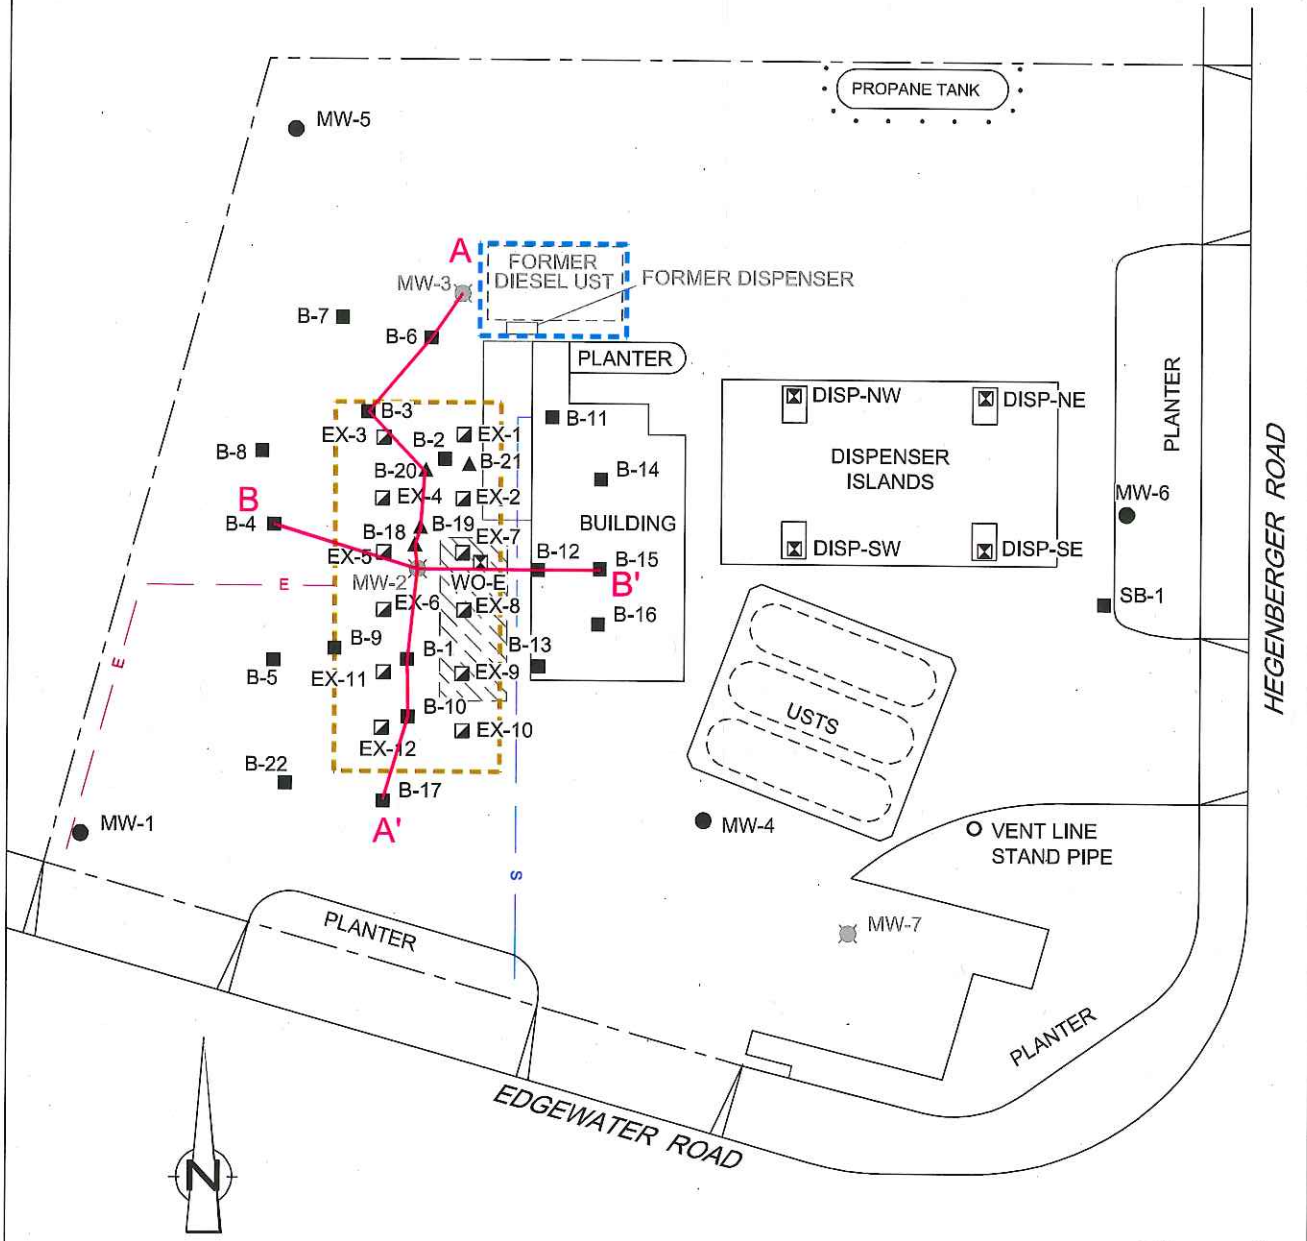 PROPANE TANK
MW-5
A
FORMER
DIESEL UST
MW-3
FORMER DISPENSER
B-7
B-6
PLANTER
PLANTER
DISP-NW
DISP-NE
B-3
B-11
EX-3
B-2
EX-1
B-8
B-20
B-21
B-14
DISPENSER
ISLANDS
HEGENBERGER ROAD
B
EX-4
EX-2
MW-6
B-4
B-18
B-19
BUILDING
EX-7
DISP-SW
DISP-SE
EX-5
MW-2
WO-E
B-12
B-15
B'
E
EX-6
EX-8
B-16
SB-1
B-9
B-1
B-13
E
B-5
EX-11
EX-9
B-10
USTS
EX-12
EX-10
B-22
B-17
MW-1
A'
MW-4
VENT LINE
STAND PIPE
S
PLANTER
MW-7
PLANTER
EDGEWATER ROAD
N